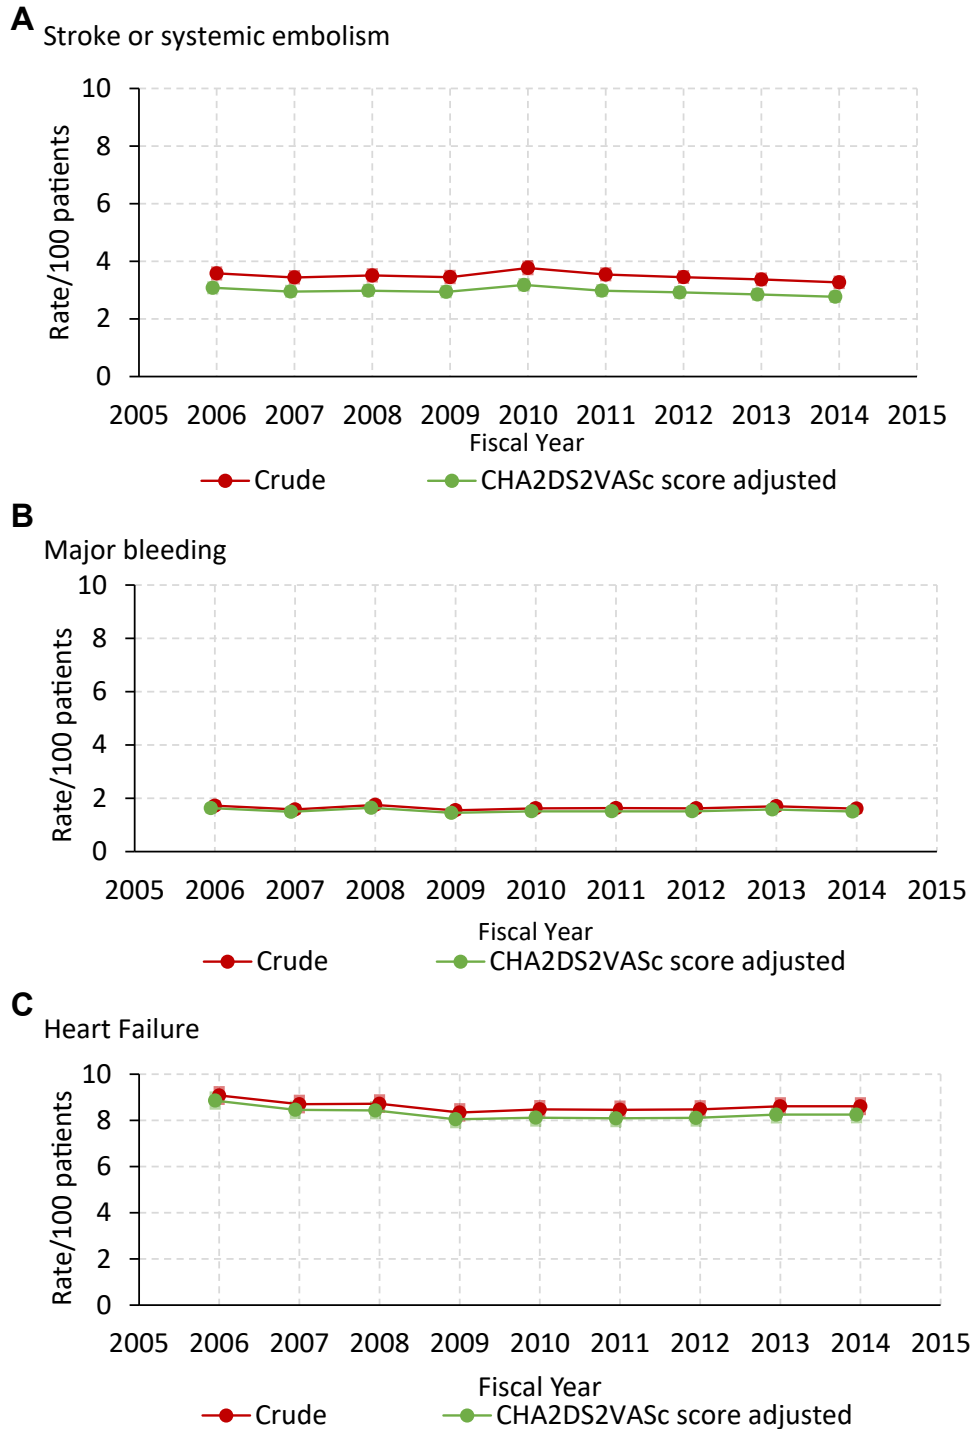 A
Stroke or systemic embolism
10
8
6
4
2
0
Rate/100 patients
2005 2006 2007 2008 2009 2010 2011 2012 2013 2014 2015
Fiscal Year
Crude CHA2DS2VASc score adjusted
B
Major bleeding
10
8
6
4
2
0
Rate/100 patients
2005 2006 2007 2008 2009 2010 2011 2012 2013 2014 2015
Fiscal Year
Crude CHA2DS2VASc score adjusted
C
Heart Failure
10
8
6
4
2
0
Rate/100 patients
2005 2006 2007 2008 2009 2010 2011 2012 2013 2014 2015
Fiscal Year
Crude CHA2DS2VASc score adjusted